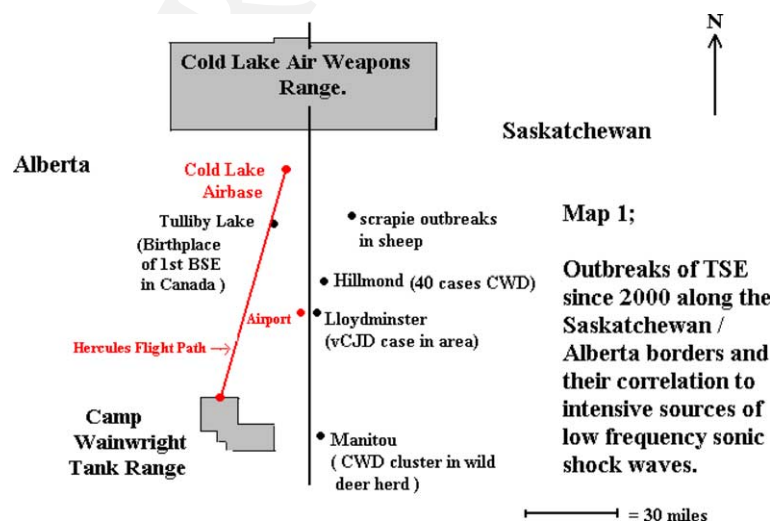 N
Cold Lake Air Weapons
Range.
Saskatchewan
Alberta
Cold Lake
Airbase
Tulliby Lake
(Birthplace
of 1st BSE
in Canada )
scrapie outbreaks
in sheep
Hillmond (40 cases CWD)
Airport
Lloydminster
(vCJD case in area)
Hercules Flight Path
Camp
Wainwright
Tank Range
Manitou
( CWD cluster in wild
deer herd )
Map 1;
Outbreaks of TSE
since 2000 along the
Saskatchewan /
Alberta borders and
their correlation to
intensive sources of
low frequency sonic
shock waves.
= 30 miles